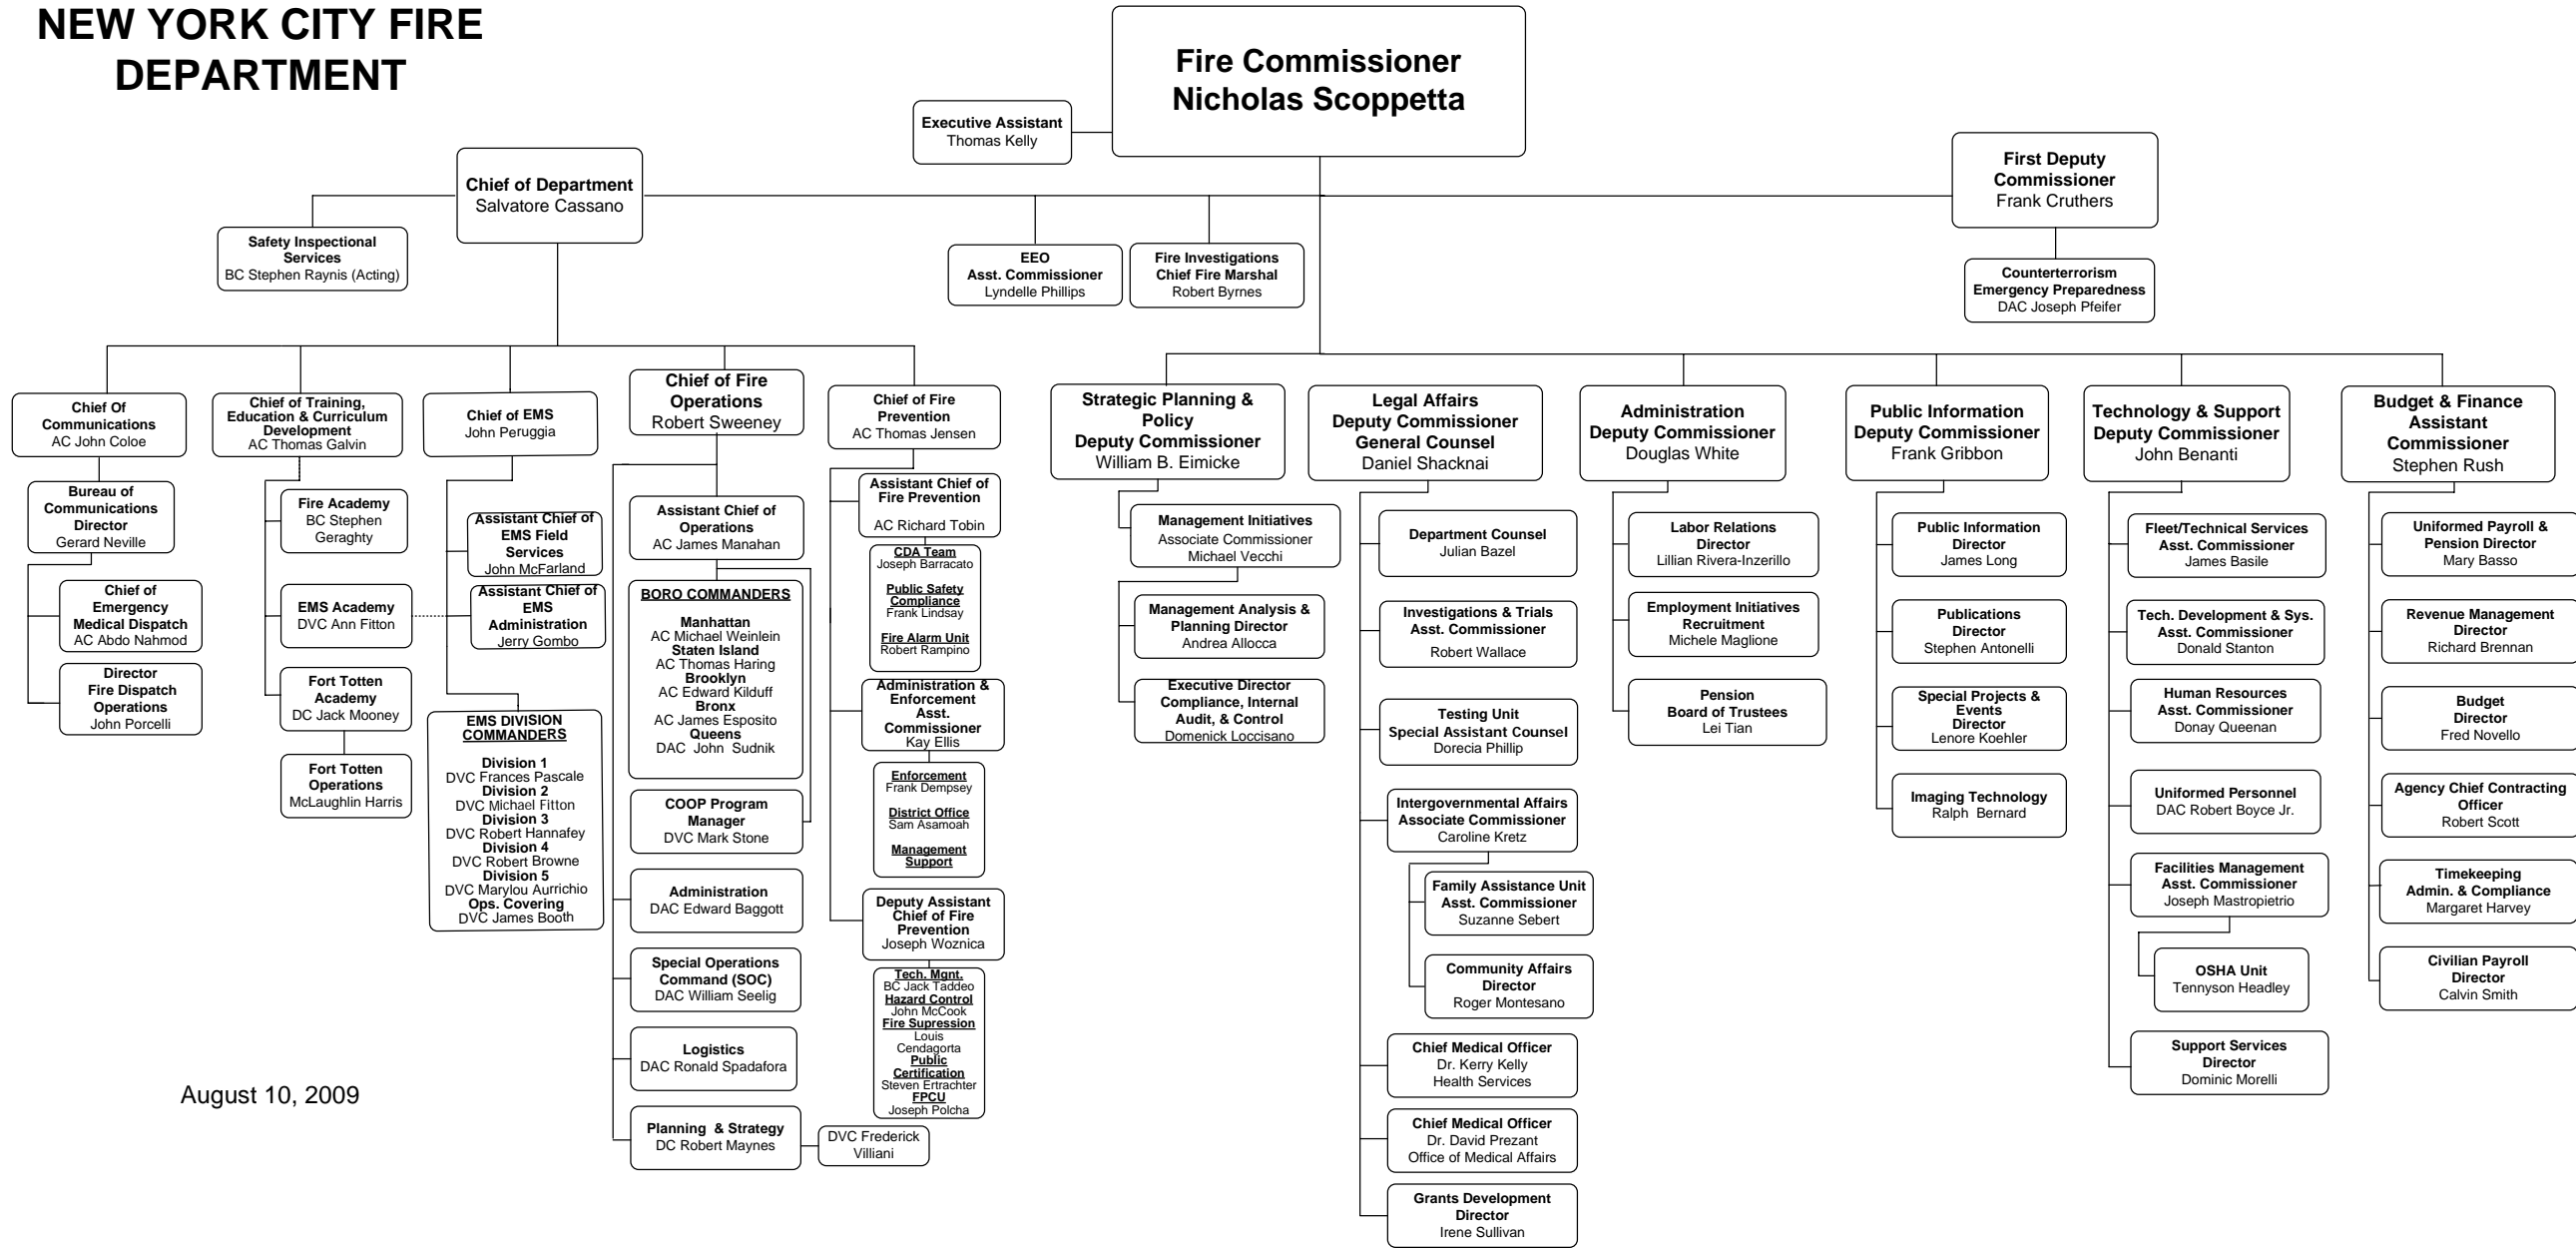 NEW YORK CITY FIRE
DEPARTMENT
Fire Commissioner
Nicholas Scoppetta
Executive Assistant
Thomas Kelly
Chief of Department
Salvatore Cassano
First Deputy
Commissioner
Frank Cruthers
Safety Inspectional
Services
BC Stephen Raynis (Acting)
EEO
Asst. Commissioner
Lyndelle Phillips
Fire Investigations
Chief Fire Marshal
Robert Byrnes
Counterterrorism
Emergency Preparedness
DAC Joseph Pfeifer
Chief Of
Communications
AC John Coloe
Bureau of
Communications
Director
Gerard Neville
Chief of
Emergency
Medical Dispatch
AC Abdo Nahmod
Director
Fire Dispatch
Operations
John Porcelli
Chief of Training,
Education & Curriculum
Development
AC Thomas Galvin
Fire Academy
BC Stephen
Geraghty
EMS Academy
DVC Ann Fitton
Fort Totten
Academy
DC Jack Mooney
Fort Totten
Operations
McLaughlin Harris
Chief of EMS
John Peruggia
Assistant Chief of
EMS Field
Services
John McFarland
Assistant Chief of
EMS
Administration
Jerry Gombo
EMS DIVISION
COMMANDERS
Division 1
DVC Frances Pascale
Division 2
DVC Michael Fitton
Division 3
DVC Robert Hannafey
Division 4
DVC Robert Browne
Division 5
DVC Marylou Aurrichio
Ops. Covering
DVC James Booth
Chief of Fire
Operations
Robert Sweeney
Assistant Chief of
Operations
AC James Manahan
BORO COMMANDERS
Manhattan
AC Michael Weinlein
Staten Island
AC Thomas Haring
Brooklyn
AC Edward Kilduff
Bronx
AC James Esposito
Queens
DAC John Sudnik
COOP Program
Manager
DVC Mark Stone
Administration
DAC Edward Baggott
Special Operations
Command (SOC)
DAC William Seelig
Logistics
DAC Ronald Spadafora
Planning & Strategy
DC Robert Maynes
DVC Frederick
Villiani
Chief of Fire
Prevention
AC Thomas Jensen
Assistant Chief of
Fire Prevention
AC Richard Tobin
CDA Team
Joseph Barracato
Public Safety
Compliance
Frank Lindsay
Fire Alarm Unit
Robert Rampino
Administration &
Enforcement
Asst.
Commissioner
Kay Ellis
Enforcement
Frank Dempsey
District Office
Sam Asamoah
Management
Support
Deputy Assistant
Chief of Fire
Prevention
Joseph Woznica
Tech. Mgnt.
BC Jack Taddeo
Hazard Control
John McCook
Fire Supression
Louis
Cendagorta
Public
Certification
Steven Ertrachter
FPCU
Joseph Polcha
Strategic Planning &
Policy
Deputy Commissioner
William B. Eimicke
Management Initiatives
Associate Commissioner
Michael Vecchi
Management Analysis &
Planning Director
Andrea Allocca
Executive Director
Compliance, Internal
Audit, & Control
Domenick Loccisano
Legal Affairs
Deputy Commissioner
General Counsel
Daniel Shacknai
Department Counsel
Julian Bazel
Investigations & Trials
Asst. Commissioner
Robert Wallace
Testing Unit
Special Assistant Counsel
Dorecia Phillip
Intergovernmental Affairs
Associate Commissioner
Caroline Kretz
Family Assistance Unit
Asst. Commissioner
Suzanne Sebert
Community Affairs
Director
Roger Montesano
Chief Medical Officer
Dr. Kerry Kelly
Health Services
Chief Medical Officer
Dr. David Prezant
Office of Medical Affairs
Grants Development
Director
Irene Sullivan
Administration
Deputy Commissioner
Douglas White
Labor Relations
Director
Lillian Rivera-Inzerillo
Employment Initiatives
Recruitment
Michele Maglione
Pension
Board of Trustees
Lei Tian
Public Information
Deputy Commissioner
Frank Gribbon
Public Information
Director
James Long
Publications
Director
Stephen Antonelli
Special Projects &
Events
Director
Lenore Koehler
Imaging Technology
Ralph Bernard
Technology & Support
Deputy Commissioner
John Benanti
Fleet/Technical Services
Asst. Commissioner
James Basile
Tech. Development & Sys.
Asst. Commissioner
Donald Stanton
Human Resources
Asst. Commissioner
Donay Queenan
Uniformed Personnel
DAC Robert Boyce Jr.
Facilities Management
Asst. Commissioner
Joseph Mastropietrio
OSHA Unit
Tennyson Headley
Support Services
Director
Dominic Morelli
Budget & Finance
Assistant
Commissioner
Stephen Rush
Uniformed Payroll &
Pension Director
Mary Basso
Revenue Management
Director
Richard Brennan
Budget
Director
Fred Novello
Agency Chief Contracting
Officer
Robert Scott
Timekeeping
Admin. & Compliance
Margaret Harvey
Civilian Payroll
Director
Calvin Smith
August 10, 2009